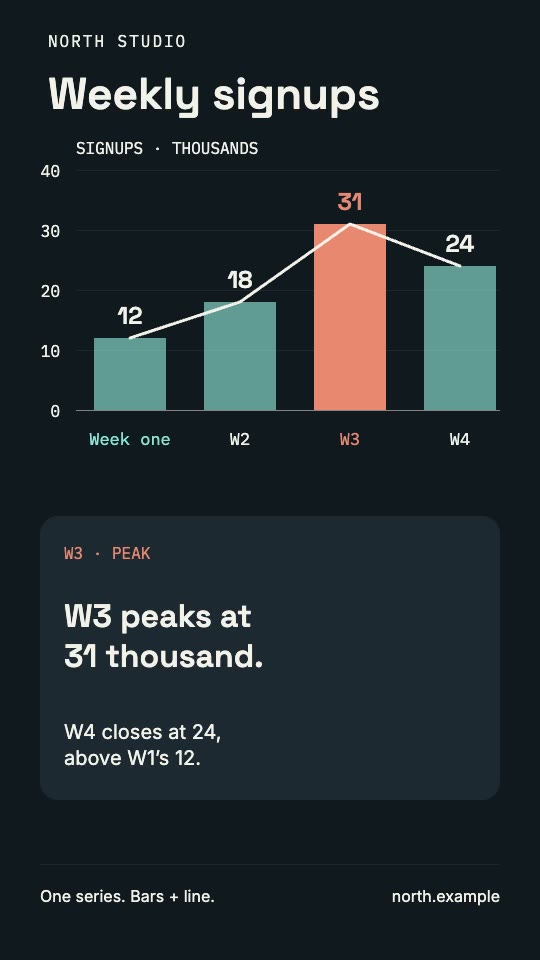 NORTH STUDIO
Weekly signups
SIGNUPS · THOUSANDS
40
30
20
10
0
12
18
31
24
Week one
W2
W3
W4
W3 · PEAK
W3 peaks at
31 thousand.
W4 closes at 24,
above W1’s 12.
One series. Bars + line.
north.example